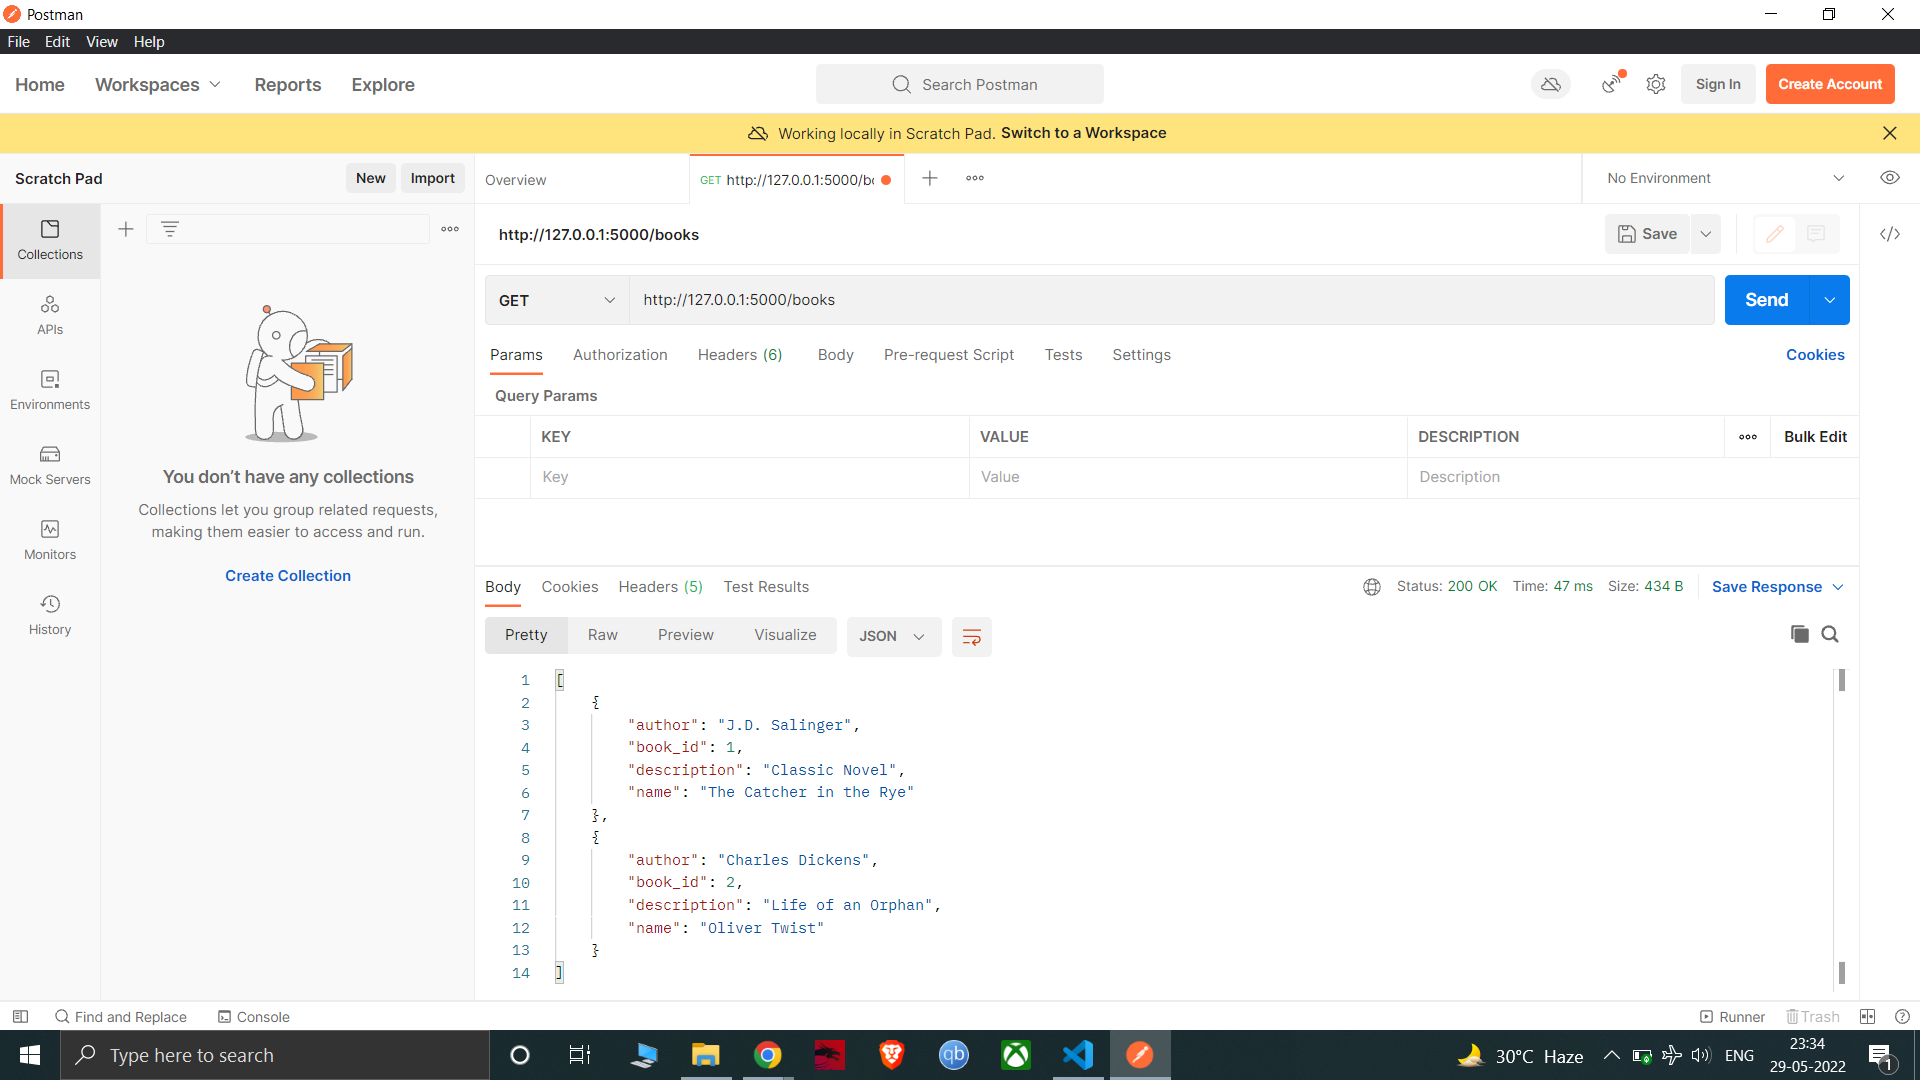 Postman
File Edit View Help
Home Workspaces Reports Explore Search Postman Sign In Create Account
Working locally in Scratch Pad. Switch to a Workspace
Scratch Pad New Import Overview GET http://127.0.0.1:5000/bo No Environment
http://127.0.0.1:5000/books Save
Collections
GET http://127.0.0.1:5000/books Send
APIs
Params Authorization Headers (6) Body Pre-request Script Tests Settings Cookies
Environments
Query Params
KEY VALUE DESCRIPTION Bulk Edit
Key Value Description
Mock Servers
You don't have any collections
Collections let you group related requests,
making them easier to access and run.
Monitors
Create Collection
History
Body Cookies Headers (5) Test Results Status: 200 OK Time: 47 ms Size: 434 B Save Response
Pretty Raw Preview Visualize JSON
1 [
2 {
3 "author": "J.D. Salinger",
4 "book_id": 1,
5 "description": "Classic Novel",
6 "name": "The Catcher in the Rye"
7 },
8 {
9 "author": "Charles Dickens",
10 "book_id": 2,
11 "description": "Life of an Orphan",
12 "name": "Oliver Twist"
13 }
14 ]
Find and Replace Console Runner Trash
Type here to search qb 30°C Haze ENG 23:34
29-05-2022 1